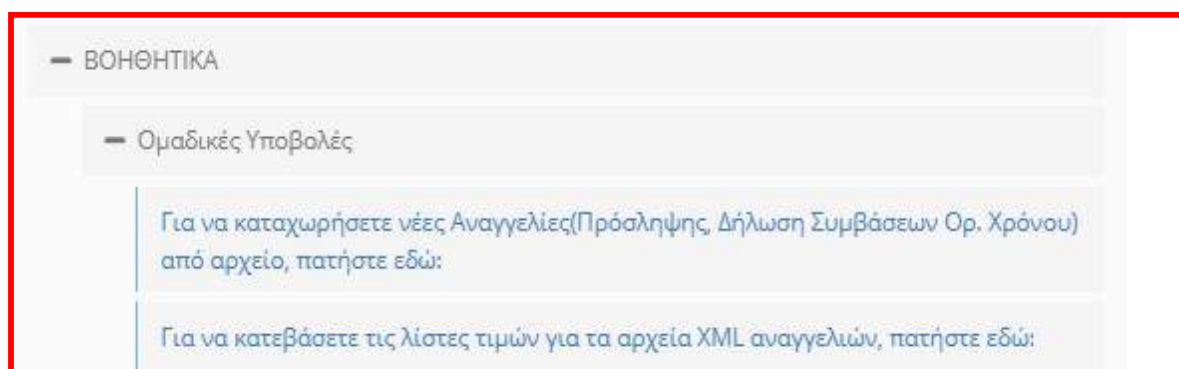 ΒΟΗΘΗΤΙΚΑ
Ομαδικές Υποβολές
Για να καταχωρήσετε νέες Αναγγελίες(Πρόσληψης, Δήλωση Συμβάσεων Ορ. Χρόνου)
από αρχείο, πατήστε εδώ:
Για να κατεβάσετε τις λίστες τιμών για τα αρχεία XML αναγγελιών, πατήστε εδώ: